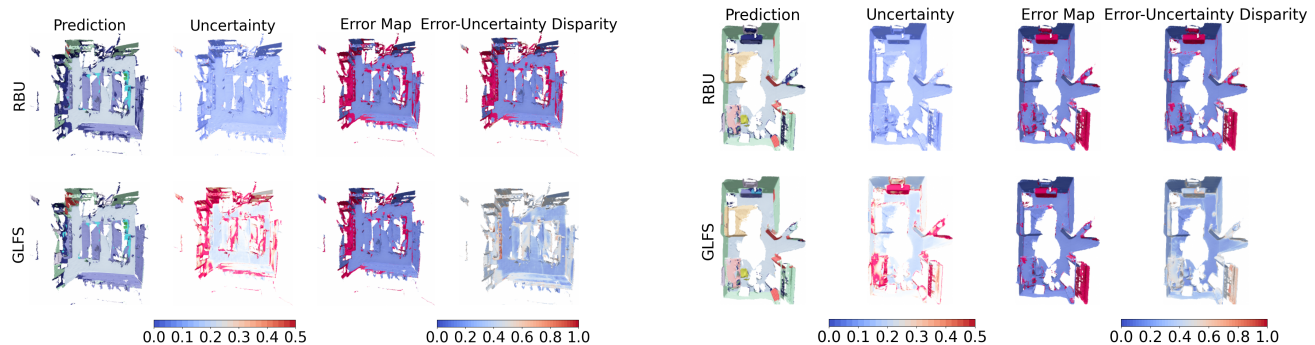 Prediction Uncertainty Error Map Error-Uncertainty Disparity
RBU
GLFS
0.0 0.1 0.2 0.3 0.4 0.5
0.0 0.2 0.4 0.6 0.8 1.0
Prediction Uncertainty Error Map Error-Uncertainty Disparity
RBU
GLFS
0.0 0.1 0.2 0.3 0.4 0.5
0.0 0.2 0.4 0.6 0.8 1.0